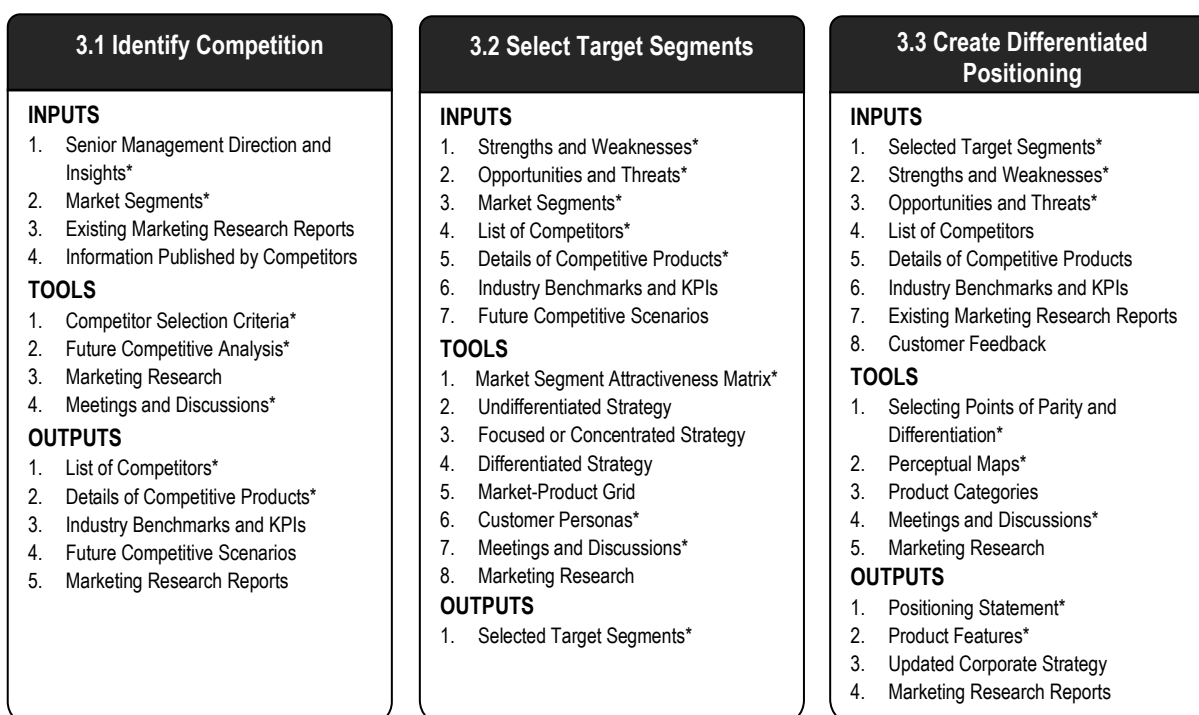 3.1 Identify Competition
INPUTS
1. Senior Management Direction and
Insights*
2. Market Segments*
3. Existing Marketing Research Reports
4. Information Published by Competitors
TOOLS
1. Competitor Selection Criteria*
2. Future Competitive Analysis*
3. Marketing Research
4. Meetings and Discussions*
OUTPUTS
1. List of Competitors*
2. Details of Competitive Products*
3. Industry Benchmarks and KPIs
4. Future Competitive Scenarios
5. Marketing Research Reports
3.2 Select Target Segments
INPUTS
1. Strengths and Weaknesses*
2. Opportunities and Threats*
3. Market Segments*
4. List of Competitors*
5. Details of Competitive Products*
6. Industry Benchmarks and KPIs
7. Future Competitive Scenarios
TOOLS
1. Market Segment Attractiveness Matrix*
2. Undifferentiated Strategy
3. Focused or Concentrated Strategy
4. Differentiated Strategy
5. Market-Product Grid
6. Customer Personas*
7. Meetings and Discussions*
8. Marketing Research
OUTPUTS
1. Selected Target Segments*
3.3 Create Differentiated
Positioning
INPUTS
1. Selected Target Segments*
2. Strengths and Weaknesses*
3. Opportunities and Threats*
4. List of Competitors
5. Details of Competitive Products
6. Industry Benchmarks and KPIs
7. Existing Marketing Research Reports
8. Customer Feedback
TOOLS
1. Selecting Points of Parity and
Differentiation*
2. Perceptual Maps*
3. Product Categories
4. Meetings and Discussions*
5. Marketing Research
OUTPUTS
1. Positioning Statement*
2. Product Features*
3. Updated Corporate Strategy
4. Marketing Research Reports